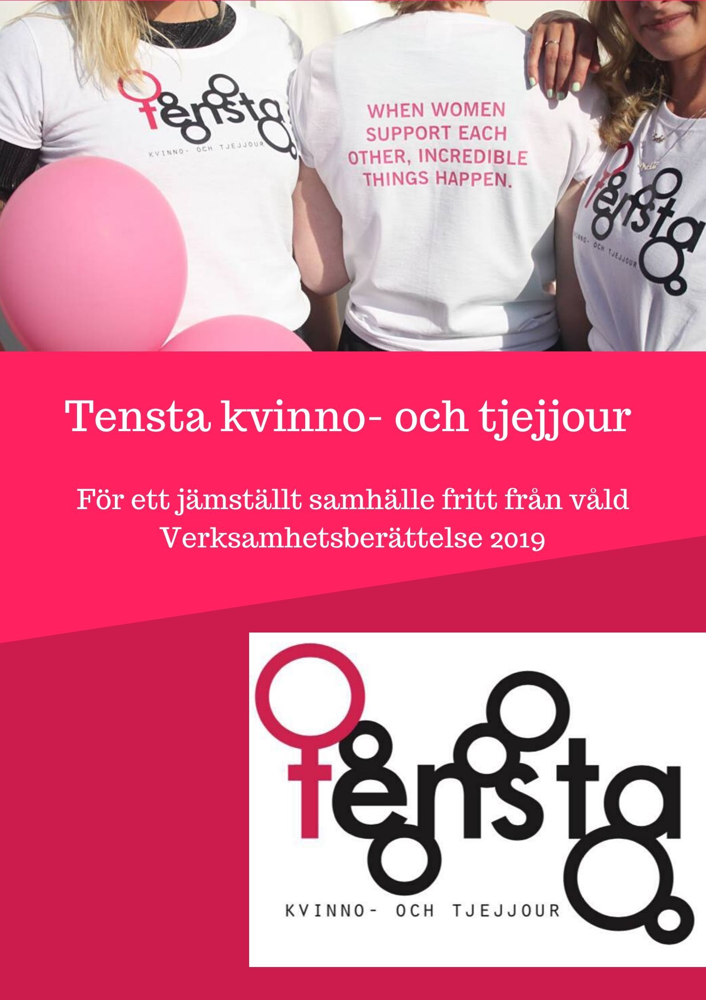 tensta
KVINNO- OCH TJEJJOUR
WHEN WOMEN
SUPPORT EACH
OTHER, INCREDIBLE
THINGS HAPPEN.
tensta
KVINNO- OCH TJEJJOUR
Tensta kvinno- och tjejjour
För ett jämställt samhälle fritt från våld
Verksamhetsberättelse 2019
tensta
KVINNO- OCH TJEJJOUR